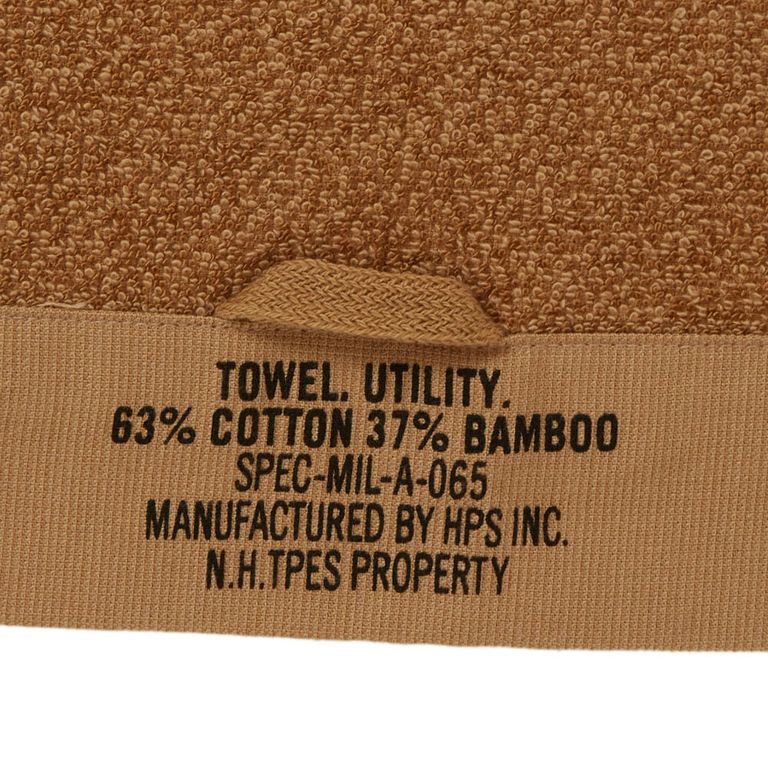 TOWEL. UTILITY.
63% COTTON 37% BAMBOO
SPEC-MIL-A-065
MANUFACTURED BY HPS INC.
N.H.TPES PROPERTY